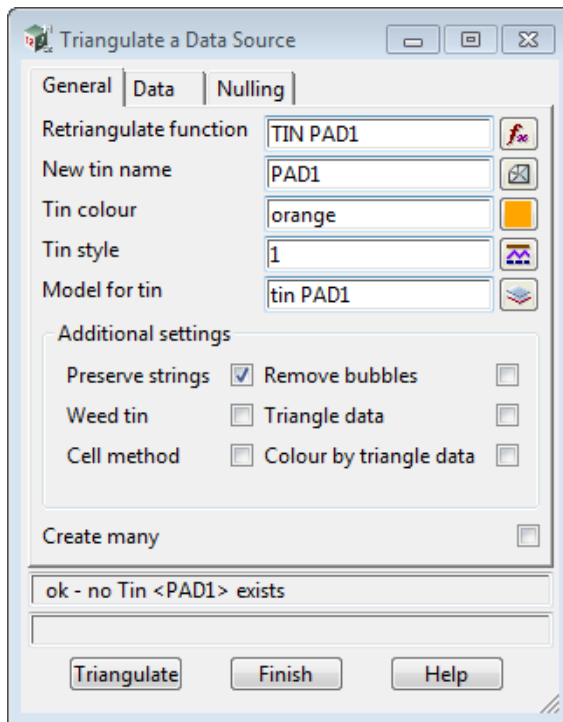 Triangulate a Data Source
General Data Nulling
Retriangulate function TIN PAD1
New tin name PAD1
Tin colour orange
Tin style 1
Model for tin tin PAD1
Additional settings
Preserve strings Remove bubbles
Weed tin Triangle data
Cell method Colour by triangle data
Create many
ok - no Tin <PAD1> exists
Triangulate Finish Help